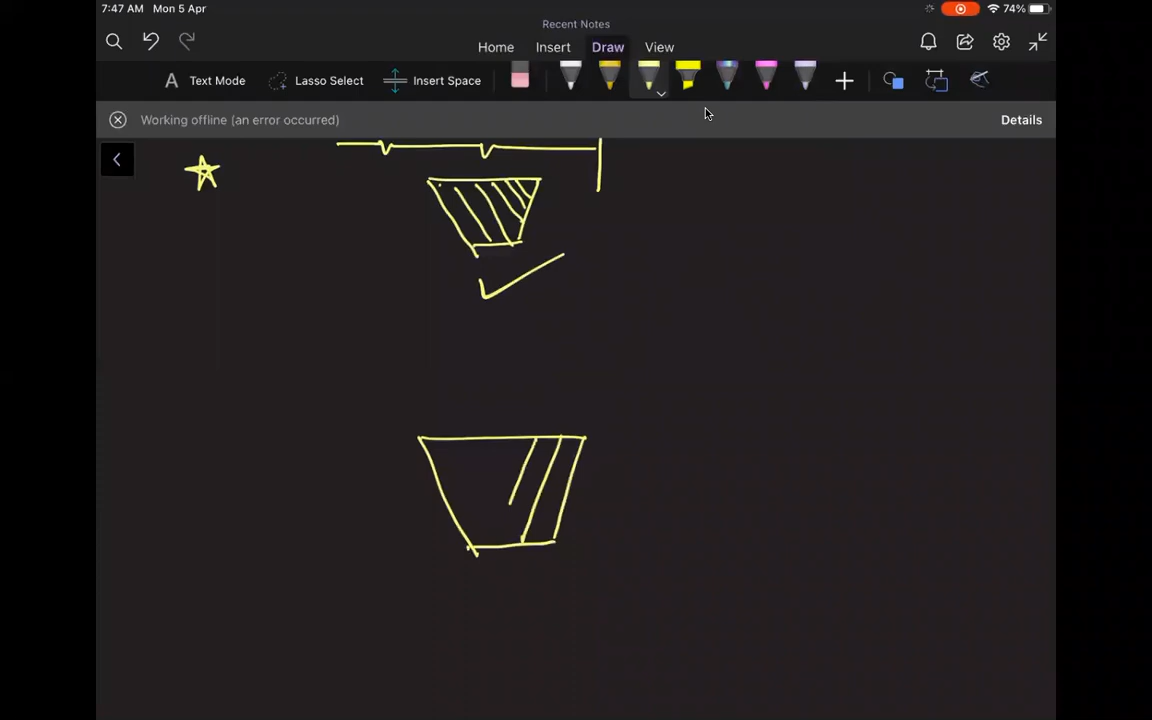 7:47 AM Mon 5 Apr
74%
Recent Notes
Home Insert Draw View
Text Mode Lasso Select Insert Space
Working offline (an error occurred) Details